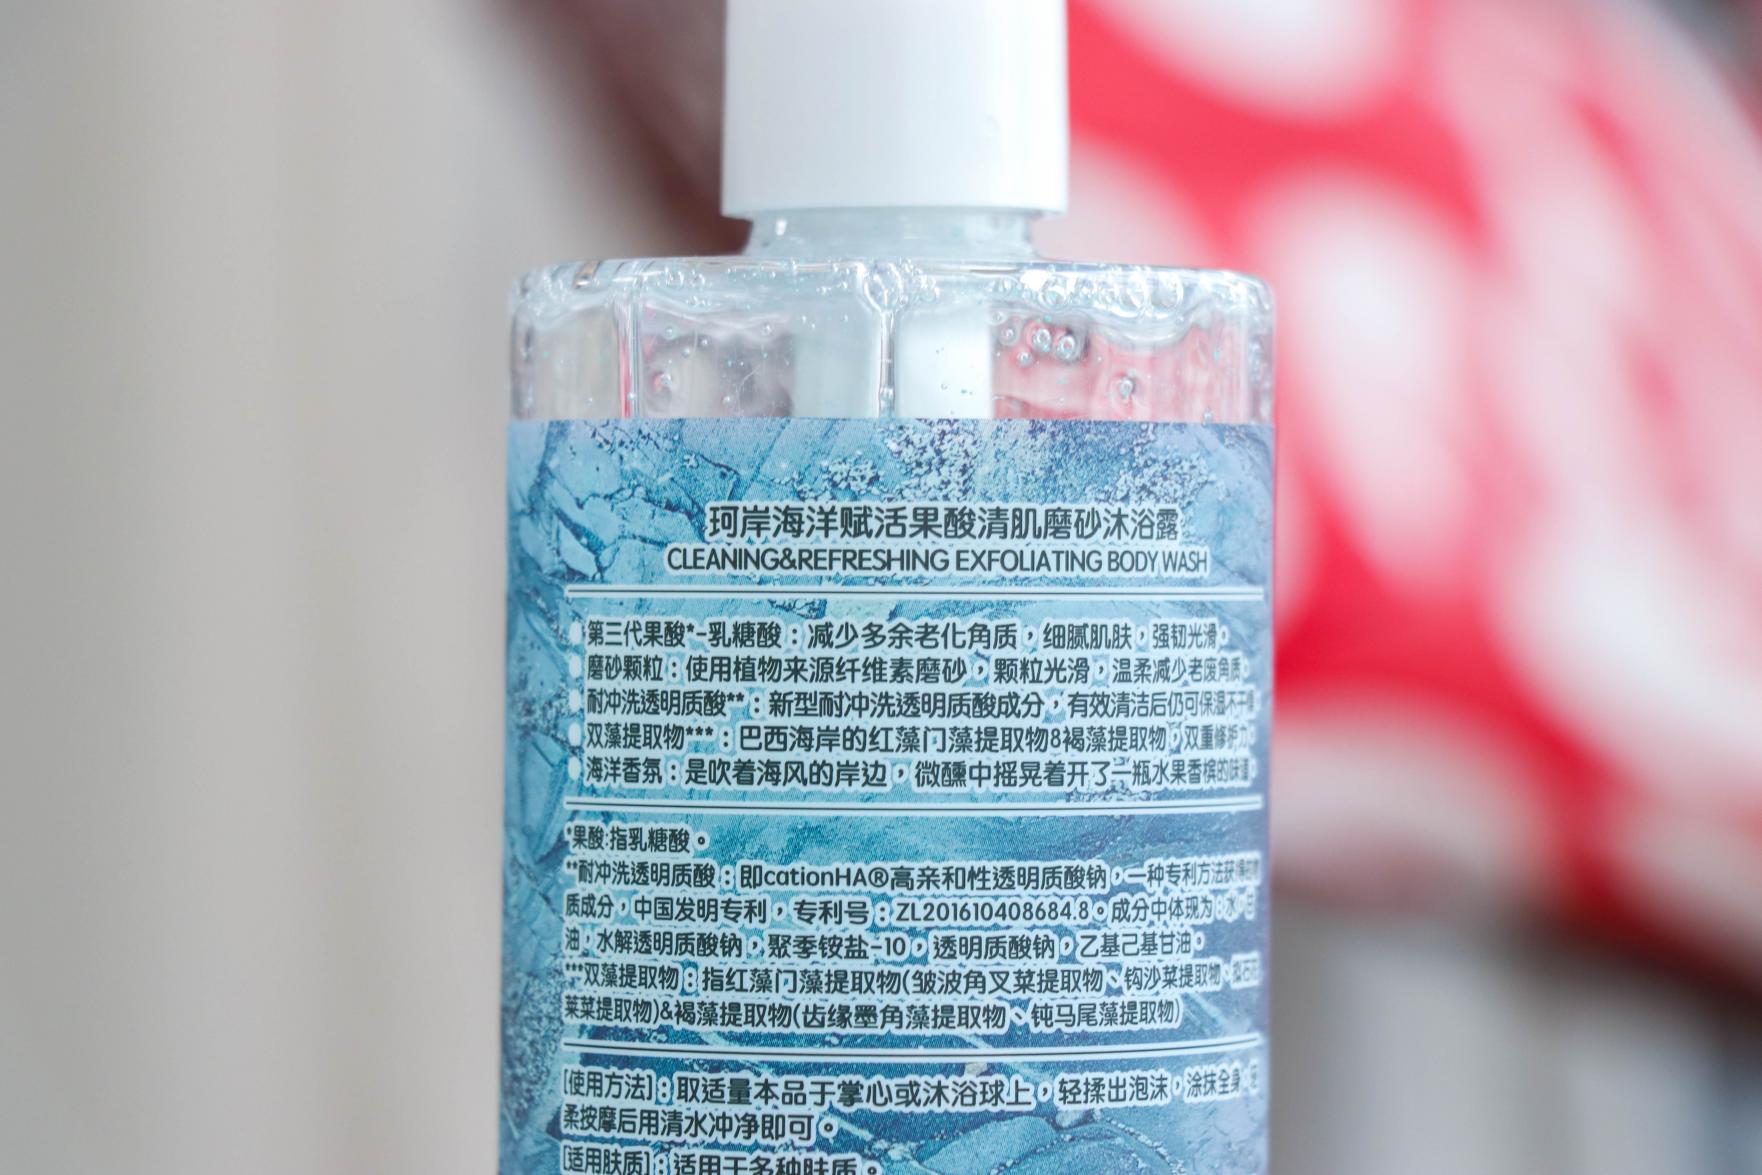 珂岸海洋赋活果酸清肌磨砂沐浴露
CLEANING&REFRESHING EXFOLIATING BODY WASH
第三代果酸*-乳糖酸：减少多余老化角质，细腻肌肤，强韧光滑。
磨砂颗粒：使用植物来源纤维素磨砂，颗粒光滑，温柔减少老废角质。
耐冲洗透明质酸**：新型耐冲洗透明质酸成分，有效清洁后仍可保湿不干燥
双藻提取物***：巴西海岸的红藻门藻提取物&褐藻提取物，双重修护力。
海洋香氛：是吹着海风的岸边，微醺中摇晃着开了一瓶水果香槟的味道。
*果酸:指乳糖酸。
**耐冲洗透明质酸：即cationHA®高亲和性透明质酸钠，一种专利方法获得的
质成分，中国发明专利，专利号：ZL201610408684.8。成分中体现为：水，甘
油，水解透明质酸钠，聚季铵盐-10，透明质酸钠，乙基己基甘油。
***双藻提取物：指红藻门藻提取物(皱波角叉菜提取物、钩沙菜提取物、
莱菜提取物)&褐藻提取物(齿缘墨角藻提取物、钝马尾藻提取物)
[使用方法]：取适量本品于掌心或沐浴球上，轻揉出泡沫，涂抹全身，轻
柔按摩后用清水冲净即可。
[适用肤质]：适用于多种肤质。